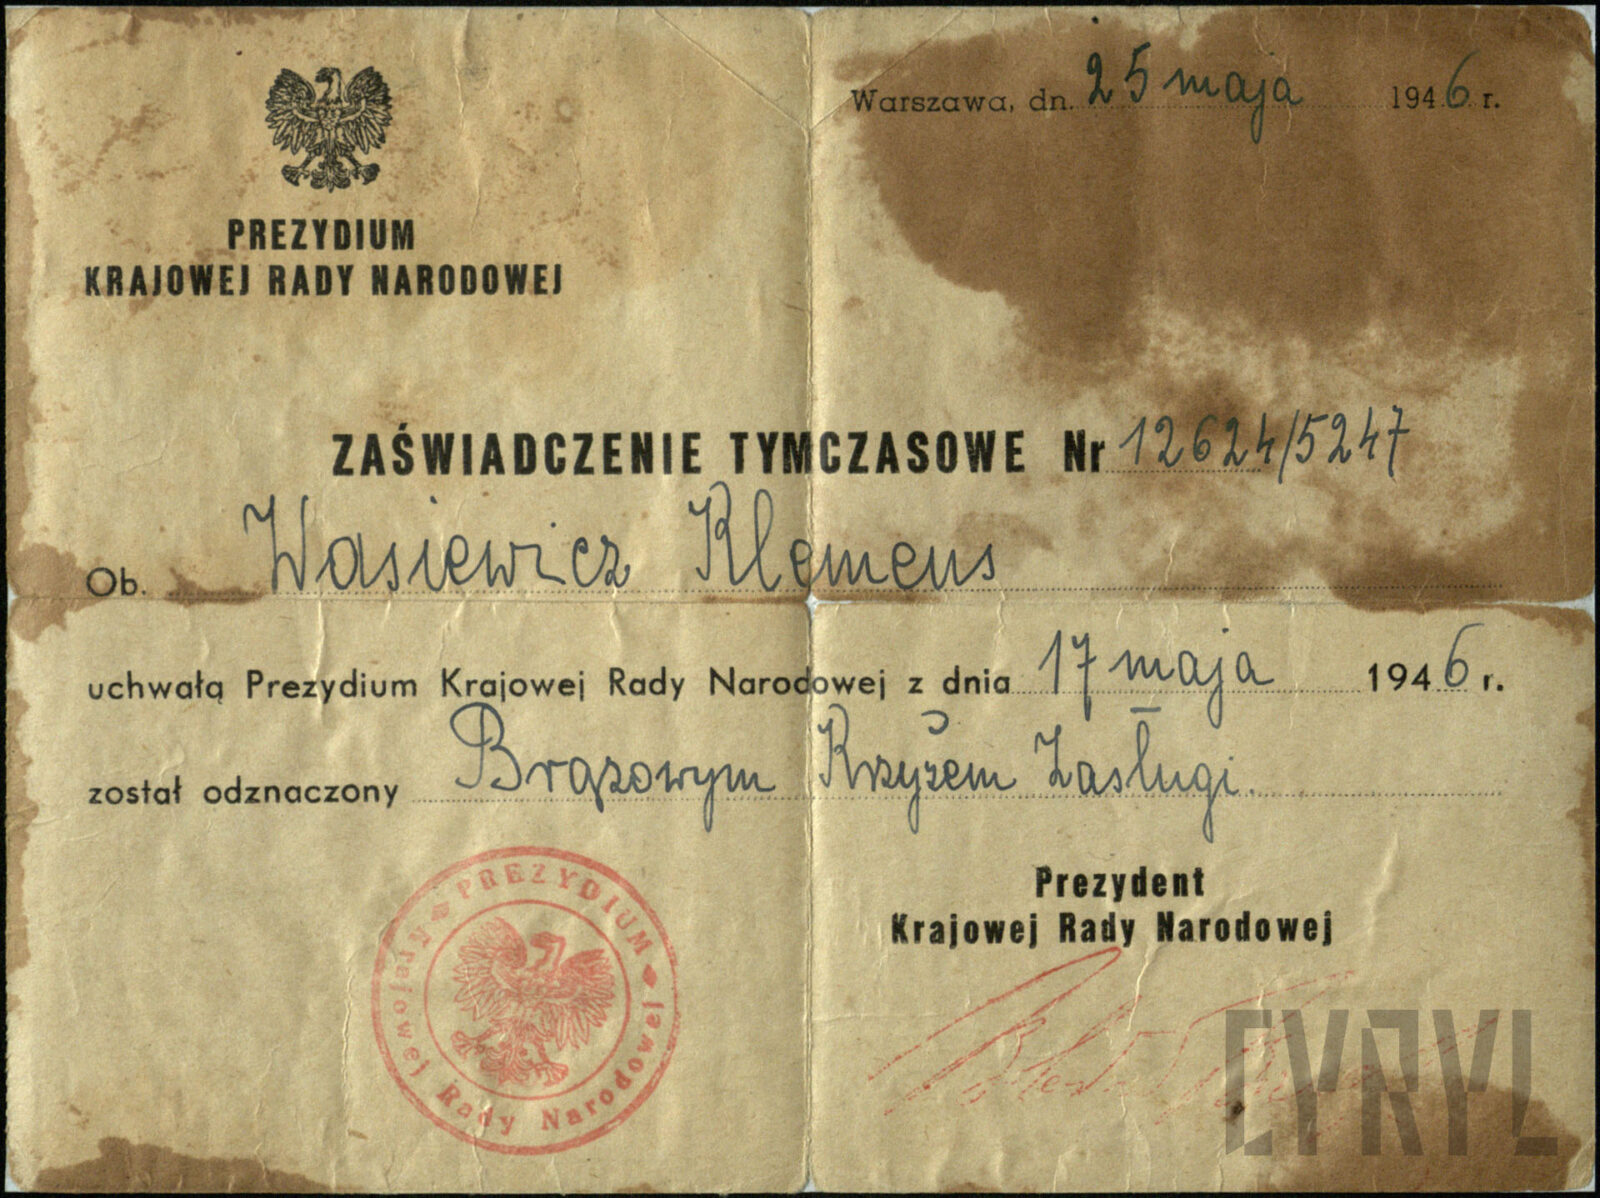 Warszawa, dn. 25 maja 1946 r.
PREZYDIUM
KRAJOWEJ RADY NARODOWEJ
ZAŚWIADCZENIE TYMCZASOWE Nr 12624/5247
Ob. Wasiewicz Klemens
uchwałą Prezydium Krajowej Rady Narodowej z dnia 17 maja 1946 r.
został odznaczony Brązowym Krzyżem Zasługi.
Prezydent
Krajowej Rady Narodowej
PREZYDIUM
Krajowej Rady Narodowej
CYRYL